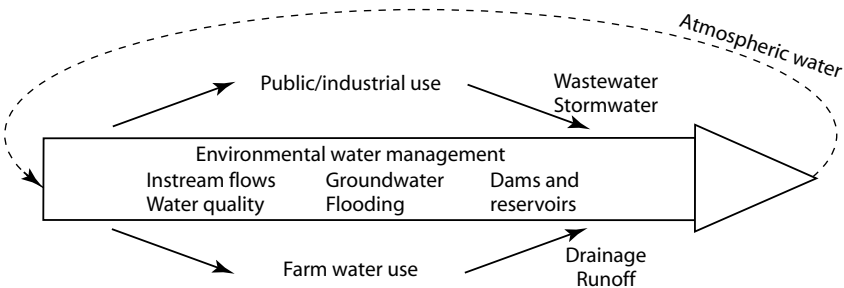 Atmospheric water
Public/industrial use
Wastewater
Stormwater
Environmental water management
Instream flows
Water quality
Groundwater
Flooding
Dams and
reservoirs
Farm water use
Drainage
Runoff